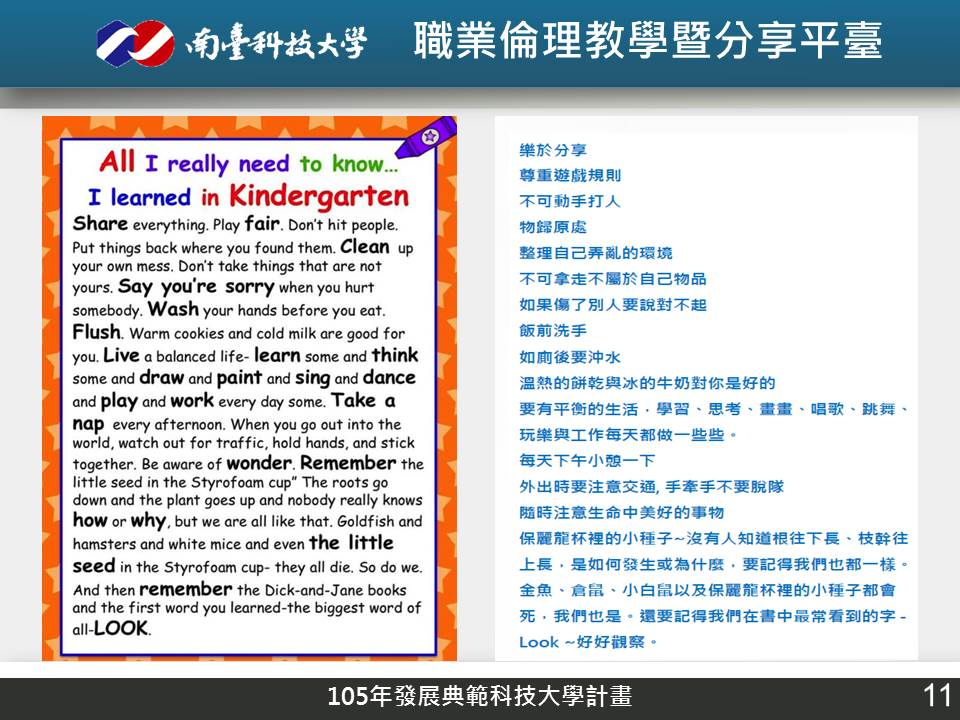 南臺科技大學
職業倫理教學暨分享平臺
All I really need to know...
I learned in Kindergarten
Share everything. Play fair. Don't hit people.
Put things back where you found them. Clean up
your own mess. Don't take things that are not
yours. Say you're sorry when you hurt
somebody. Wash your hands before you eat.
Flush. Warm cookies and cold milk are good for
you. Live a balanced life- learn some and think
some and draw and paint and sing and dance
and play and work every day some. Take a
nap every afternoon. When you go out into the
world, watch out for traffic, hold hands, and stick
together. Be aware of wonder. Remember the
little seed in the Styrofoam cup" The roots go
down and the plant goes up and nobody really knows
how or why, but we are all like that. Goldfish and
hamsters and white mice and even the little
seed in the Styrofoam cup- they all die. So do we.
And then remember the Dick-and-Jane books
and the first word you learned-the biggest word of
all-LOOK.
樂於分享
尊重遊戲規則
不可動手打人
物歸原處
整理自己弄亂的環境
不可拿走不屬於自己物品
如果傷了別人要說對不起
飯前洗手
如廁後要沖水
溫熱的餅乾與冰的牛奶對你是好的
要有平衡的生活，學習、思考、畫畫、唱歌、跳舞、
玩樂與工作每天都做一些些。
每天下午小憩一下
外出時要注意交通, 手牽手不要脫隊
隨時注意生命中美好的事物
保麗龍杯裡的小種子~沒有人知道根往下長、枝幹往
上長，是如何發生或為什麼，要記得我們也都一樣。
金魚、倉鼠、小白鼠以及保麗龍杯裡的小種子都會
死，我們也是。還要記得我們在書中最常看到的字 -
Look ~好好觀察。
105年發展典範科技大學計畫
11